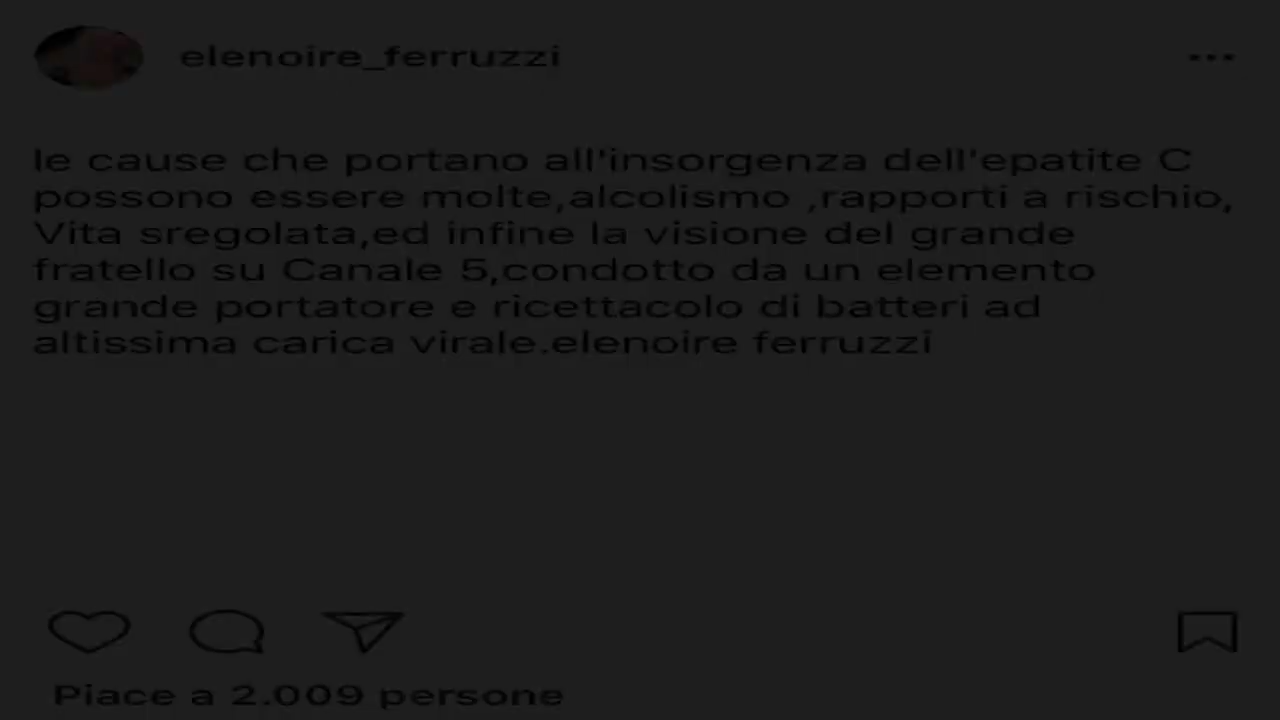 elenoire_ferruzzi
le cause che portano all'insorgenza dell'epatite C
possono essere molte,alcolismo ,rapporti a rischio,
Vita sregolata,ed infine la visione del grande
fratello su Canale 5,condotto da un elemento
grande portatore e ricettacolo di batteri ad
altissima carica virale.elenoire ferruzzi
Piace a 2.009 persone